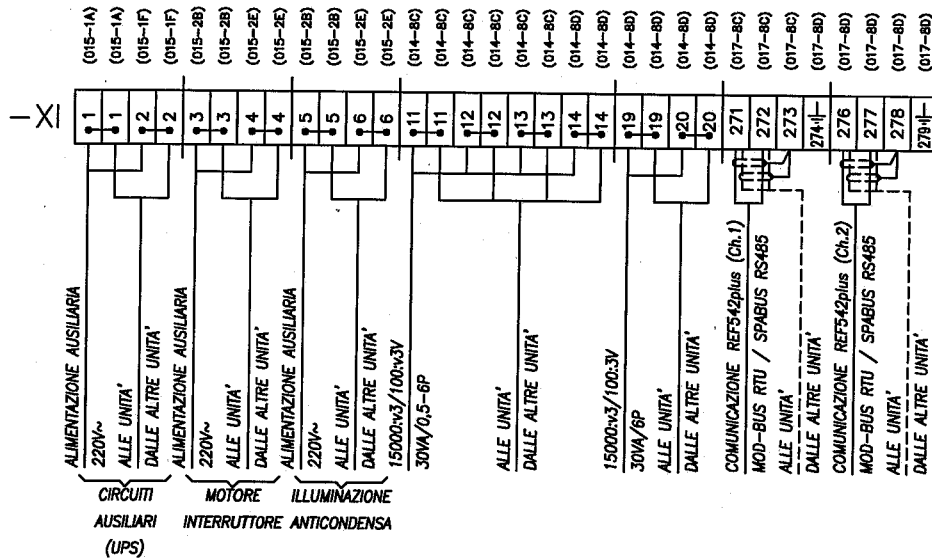 (015-1A)
(015-1A)
(015-1F)
(015-1F)
(015-2B)
(015-2B)
(015-2E)
(015-2E)
(015-2B)
(015-2B)
(015-2E)
(015-2E)
(014-8C)
(014-8C)
(014-8C)
(014-8C)
(014-8D)
(014-8D)
(014-8D)
(014-8D)
(014-8D)
(014-8D)
(014-8D)
(014-8D)
(017-8C)
(017-8C)
(017-8D)
(017-8D)
(017-8D)
(017-8D)
(017-8D)
(017-8D)
-XI
1 1 2 2 3 3 4 4 5 5 6 6 11 11 12 12 13 13 14 14 19 19 20 20 271 272 273 274 276 277 278 279
ALIMENTAZIONE AUSILIARIA
220V~
ALLE UNITA'
DALLE ALTRE UNITA'
ALIMENTAZIONE AUSILIARIA
220V~
ALLE UNITA'
DALLE ALTRE UNITA'
ALIMENTAZIONE AUSILIARIA
220V~
ALLE UNITA'
DALLE ALTRE UNITA'
15000:v3/100:v3V
30VA/0,5-6P
ALLE UNITA'
DALLE ALTRE UNITA'
15000:v3/100:3V
30VA/6P
ALLE UNITA'
DALLE ALTRE UNITA'
COMUNICAZIONE REF542plus (Ch.1)
MOD-BUS RTU / SPABUS RS485
ALLE UNITA'
DALLE ALTRE UNITA'
COMUNICAZIONE REF542plus (Ch.2)
MOD-BUS RTU / SPABUS RS485
ALLE UNITA'
DALLE ALTRE UNITA'
CIRCUITI
AUSILIARI
(UPS)
MOTORE
INTERRUTTORE
ILLUMINAZIONE
ANTICONDENSA